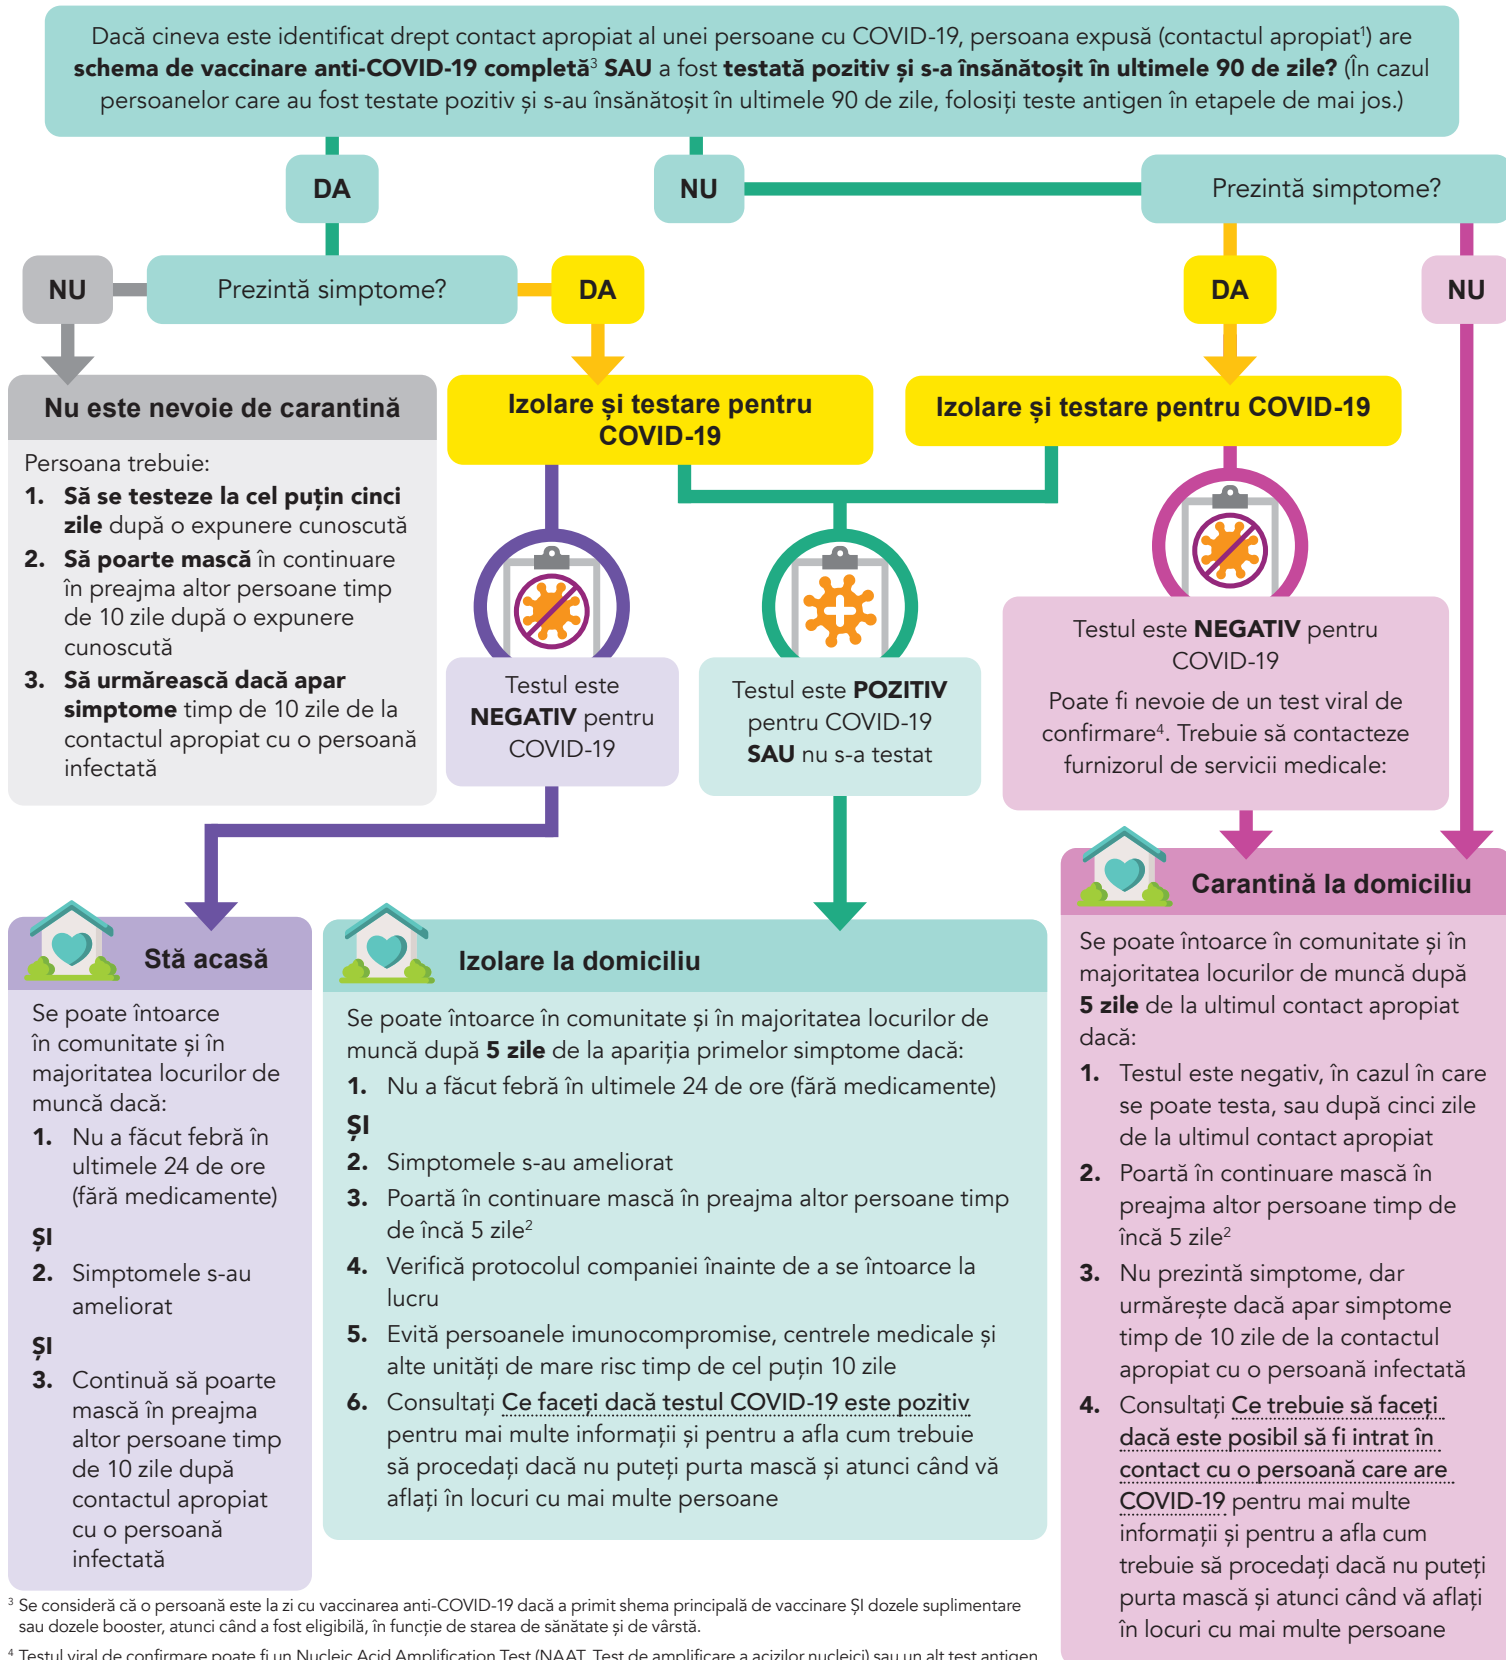 Dacă cineva este identificat drept contact apropiat al unei persoane cu COVID-19, persoana expusă (contactul apropiat¹) are
schema de vaccinare anti-COVID-19 completă³ SAU a fost testată pozitiv și s-a însănătoșit în ultimele 90 de zile? (În cazul
persoanelor care au fost testate pozitiv și s-au însănătoșit în ultimele 90 de zile, folosiți teste antigen în etapele de mai jos.)
DA
NU
Prezintă simptome?
NU
Prezintă simptome?
DA
DA
NU
Nu este nevoie de carantină
Persoana trebuie:
1. Să se testeze la cel puțin cinci
zile după o expunere cunoscută
2. Să poarte mască în continuare
în preajma altor persoane timp
de 10 zile după o expunere
cunoscută
3. Să urmărească dacă apar
simptome timp de 10 zile de la
contactul apropiat cu o persoană
infectată
Izolare și testare pentru
COVID-19
Izolare și testare pentru COVID-19
Testul este
NEGATIV pentru
COVID-19
Testul este POZITIV
pentru COVID-19
SAU nu s-a testat
Testul este NEGATIV pentru
COVID-19
Poate fi nevoie de un test viral de
confirmare⁴. Trebuie să contacteze
furnizorul de servicii medicale:
Stă acasă
Se poate întoarce
în comunitate și în
majoritatea locurilor de
muncă dacă:
1. Nu a făcut febră în
ultimele 24 de ore
(fără medicamente)
ȘI
2. Simptomele s-au
ameliorat
ȘI
3. Continuă să poarte
mască în preajma
altor persoane timp
de 10 zile după
contactul apropiat
cu o persoană
infectată
Izolare la domiciliu
Se poate întoarce în comunitate și în majoritatea locurilor de
muncă după 5 zile de la apariția primelor simptome dacă:
1. Nu a făcut febră în ultimele 24 de ore (fără medicamente)
ȘI
2. Simptomele s-au ameliorat
3. Poartă în continuare mască în preajma altor persoane timp
de încă 5 zile²
4. Verifică protocolul companiei înainte de a se întoarce la
lucru
5. Evită persoanele imunocompromise, centrele medicale și
alte unități de mare risc timp de cel puțin 10 zile
6. Consultați Ce faceți dacă testul COVID-19 este pozitiv
pentru mai multe informații și pentru a afla cum trebuie
să procedați dacă nu puteți purta mască și atunci când vă
aflați în locuri cu mai multe persoane
Carantină la domiciliu
Se poate întoarce în comunitate și în
majoritatea locurilor de muncă după
5 zile de la ultimul contact apropiat
dacă:
1. Testul este negativ, în cazul în care
se poate testa, sau după cinci zile
de la ultimul contact apropiat
2. Poartă în continuare mască în
preajma altor persoane timp de
încă 5 zile²
3. Nu prezintă simptome, dar
urmărește dacă apar simptome
timp de 10 zile de la contactul
apropiat cu o persoană infectată
4. Consultați Ce trebuie să faceți
dacă este posibil să fi intrat în
contact cu o persoană care are
COVID-19 pentru mai multe
informații și pentru a afla cum
trebuie să procedați dacă nu puteți
purta mască și atunci când vă aflați
în locuri cu mai multe persoane
³ Se consideră că o persoană este la zi cu vaccinarea anti-COVID-19 dacă a primit shema principală de vaccinare ȘI dozele suplimentare
sau dozele booster, atunci când a fost eligibilă, în funcție de starea de sănătate și de vârstă.
⁴ Testul viral de confirmare poate fi un Nucleic Acid Amplification Test (NAAT, Test de amplificare a acizilor nucleici) sau un alt test antigen